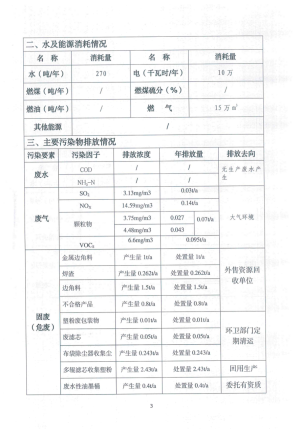 二、水及能源消耗情况
名 称 消耗量 名 称 消耗量
水（吨/年） 270 电（千瓦时/年） 10万
燃煤（吨/年） / 燃煤硫分（%） /
燃油（吨/年） / 燃 气 15万m³
其他能源 /
三、主要污染物排放情况
污染要素 污染因子 排放浓度 年排放量 排放去向
废水 COD / / 无生产废水产生
NH₃-N / /
废气 SO₂ 3.13mg/m3 0.03t/a 大气环境
NOX 14.59mg/m3 0.14t/a
颗粒物 3.75mg/m3 0.027 0.07t/a
4.48mg/m3 0.043
VOCs 6.6mg/m3 0.095t/a
固废（危废） 金属边角料 产生量 1t/a 处置量 1t/a 外售资源回收单位
焊渣 产生量 0.262t/a 处置量 0.262t/a
边角料 产生量 1.5t/a 处置量 1.5t/a
不合格产品 产生量 0.8t/a 处置量 0.8t/a
塑粉废包装物 产生量 0.01t/a 处置量 0.01t/a 环卫部门定期清运
废滤芯 产生量 0.05t/a 处置量 0.05t/a
布袋除尘器收集尘 产生量 0.243t/a 处置量 0.243t/a
多级滤芯收集塑粉 产生量 2.43t/a 处置量 2.43t/a 回用生产
废水性油墨桶 产生量 0.4t/a 处置量 0.4t/a 委托有资质
3